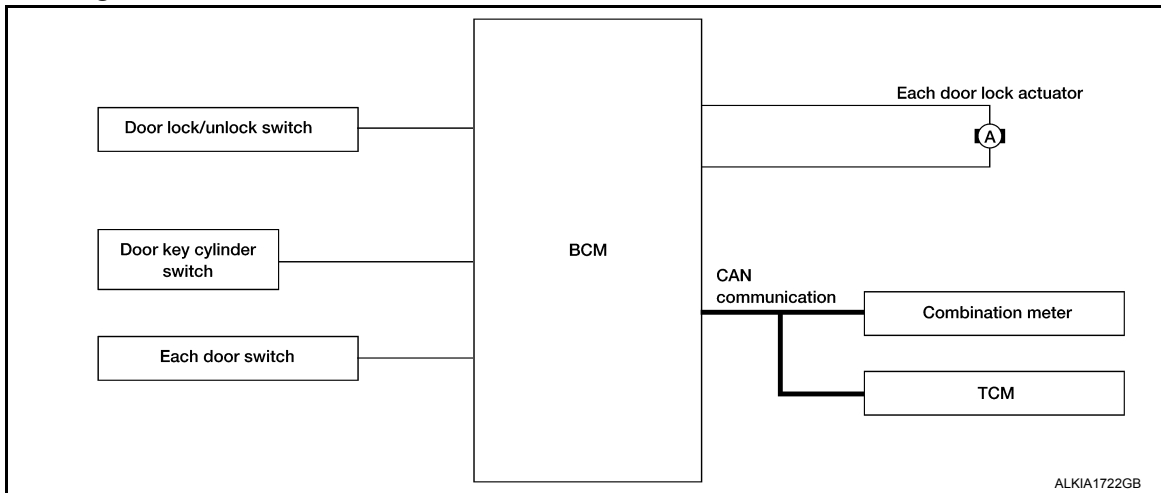 Door lock/unlock switch
Door key cylinder
switch
Each door switch
BCM
Each door lock actuator
A
CAN
communication
Combination meter
TCM
ALKIA1722GB